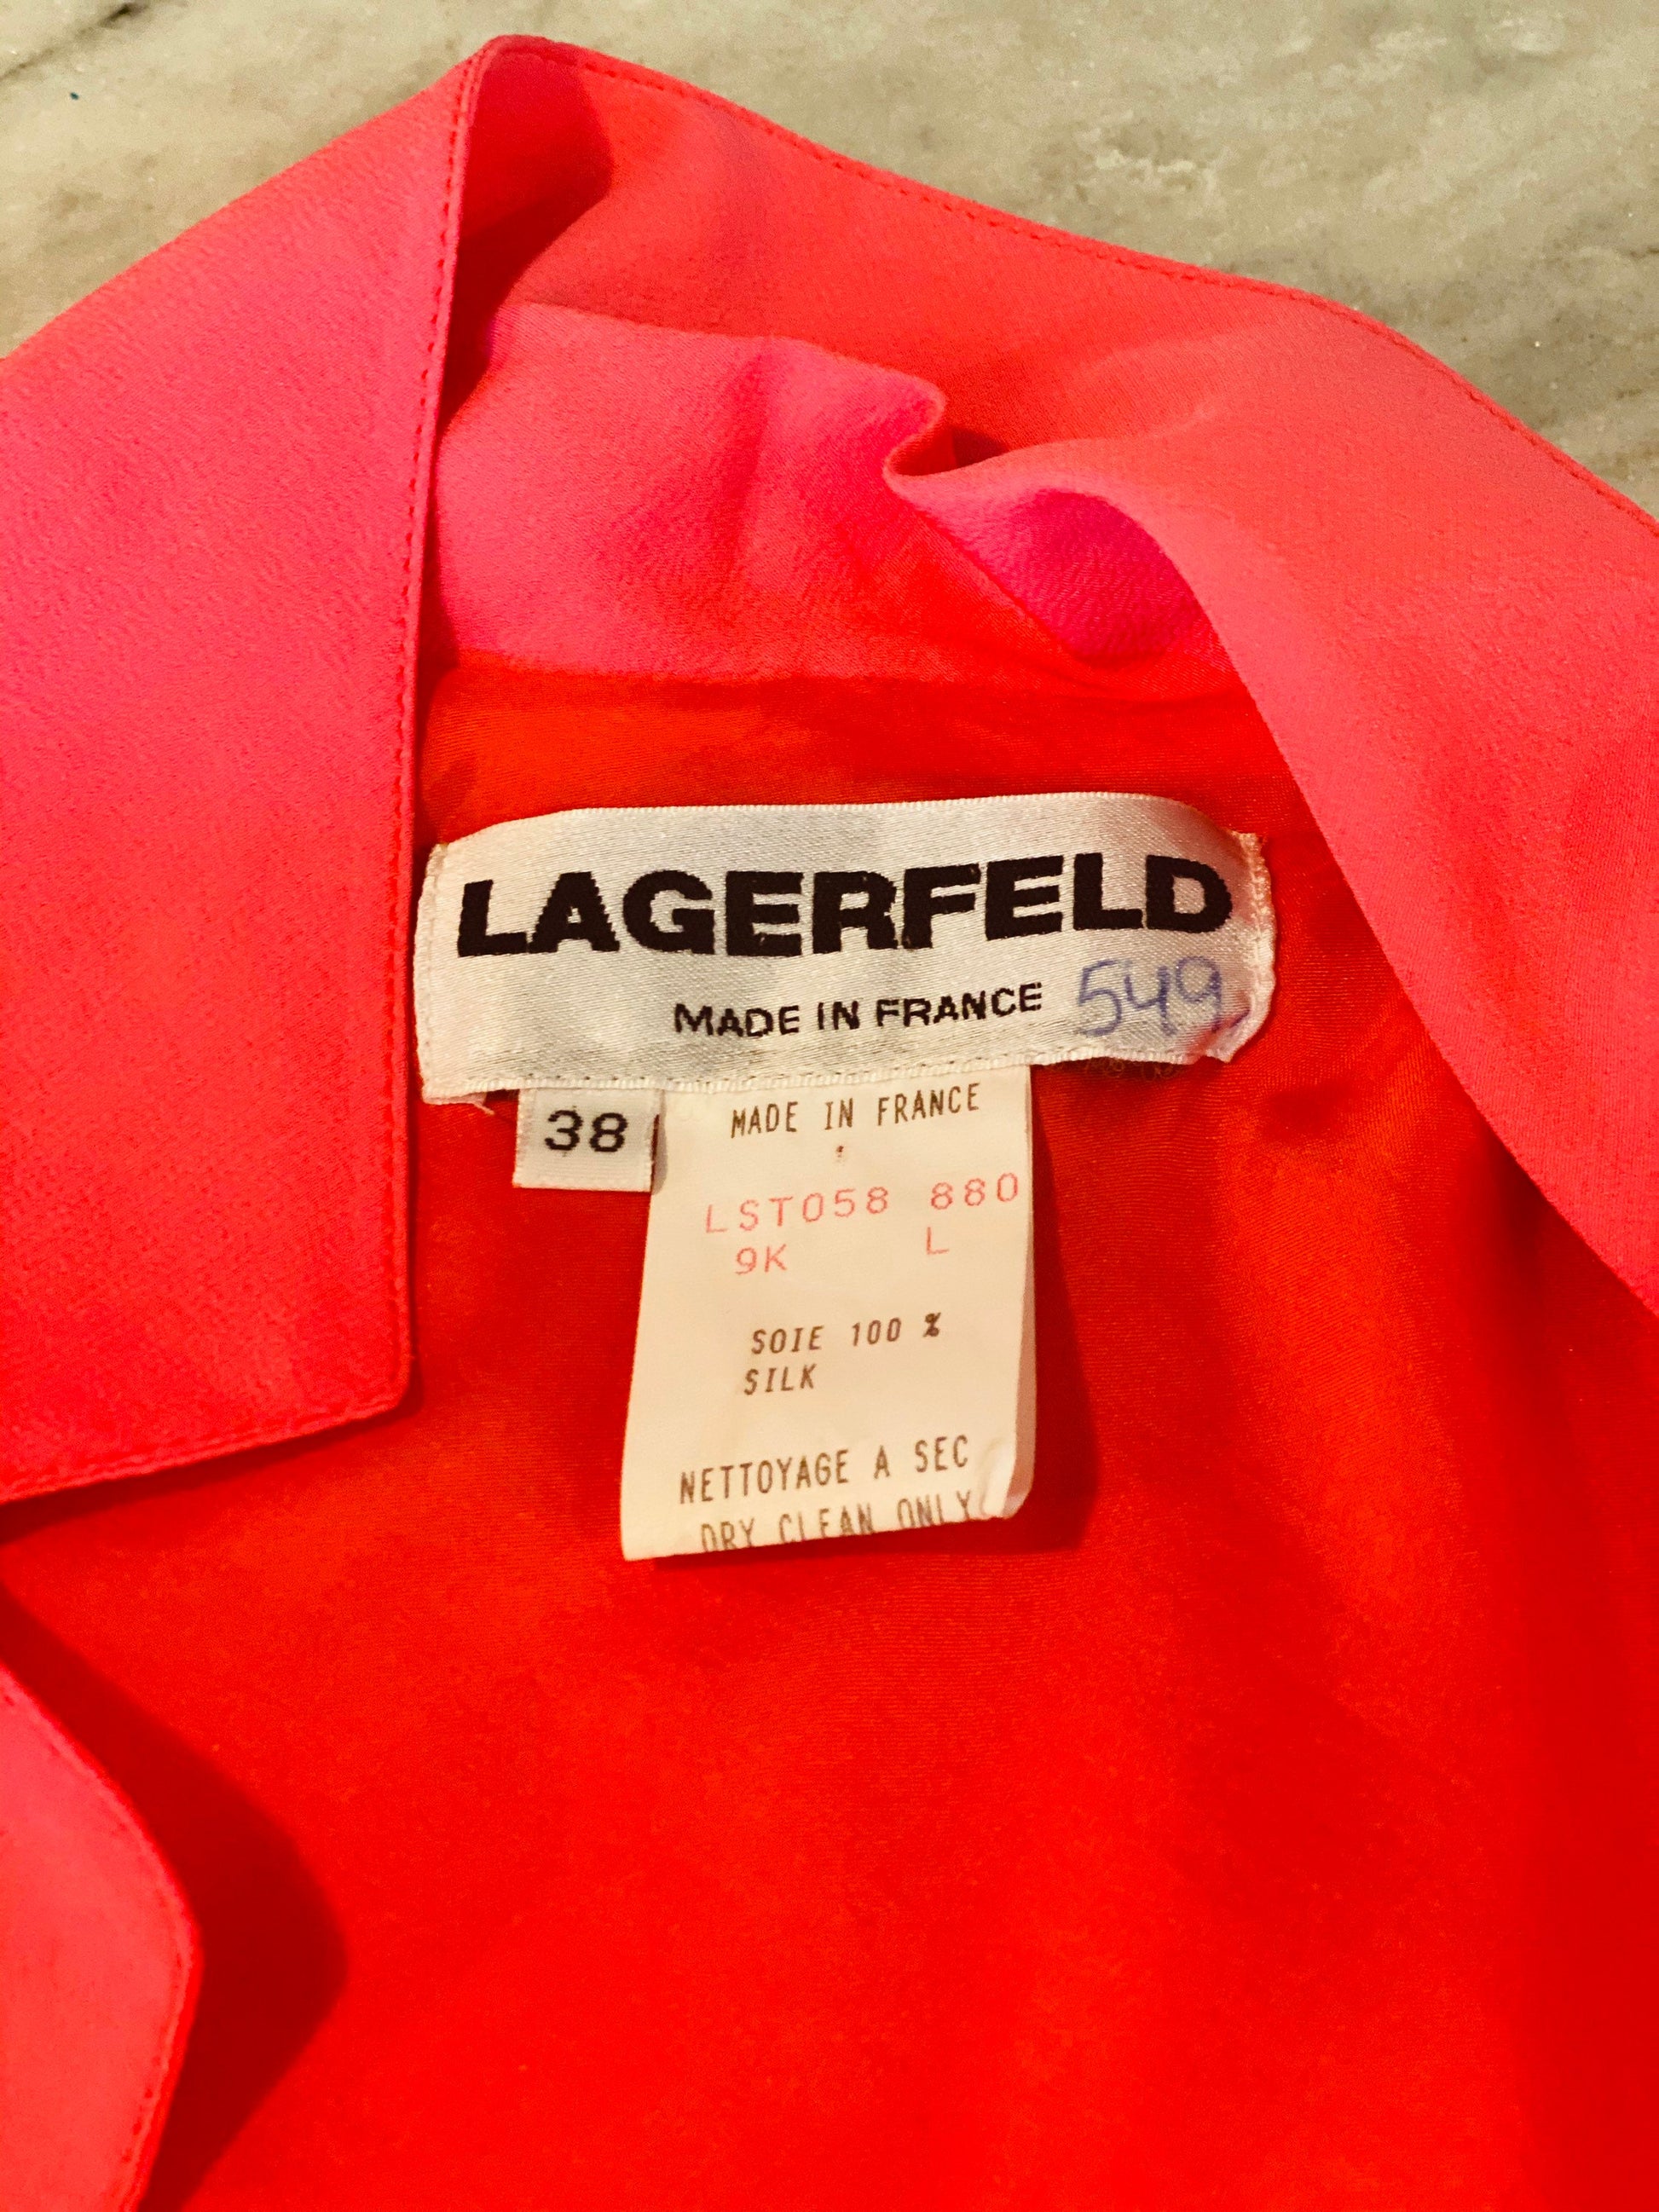 LAGERFELD
MADE IN FRANCE 549
38
MADE IN FRANCE
LST058 880
9K L
SOIE 100 %
SILK
NETTOYAGE A SEC
DRY CLEAN ONLY